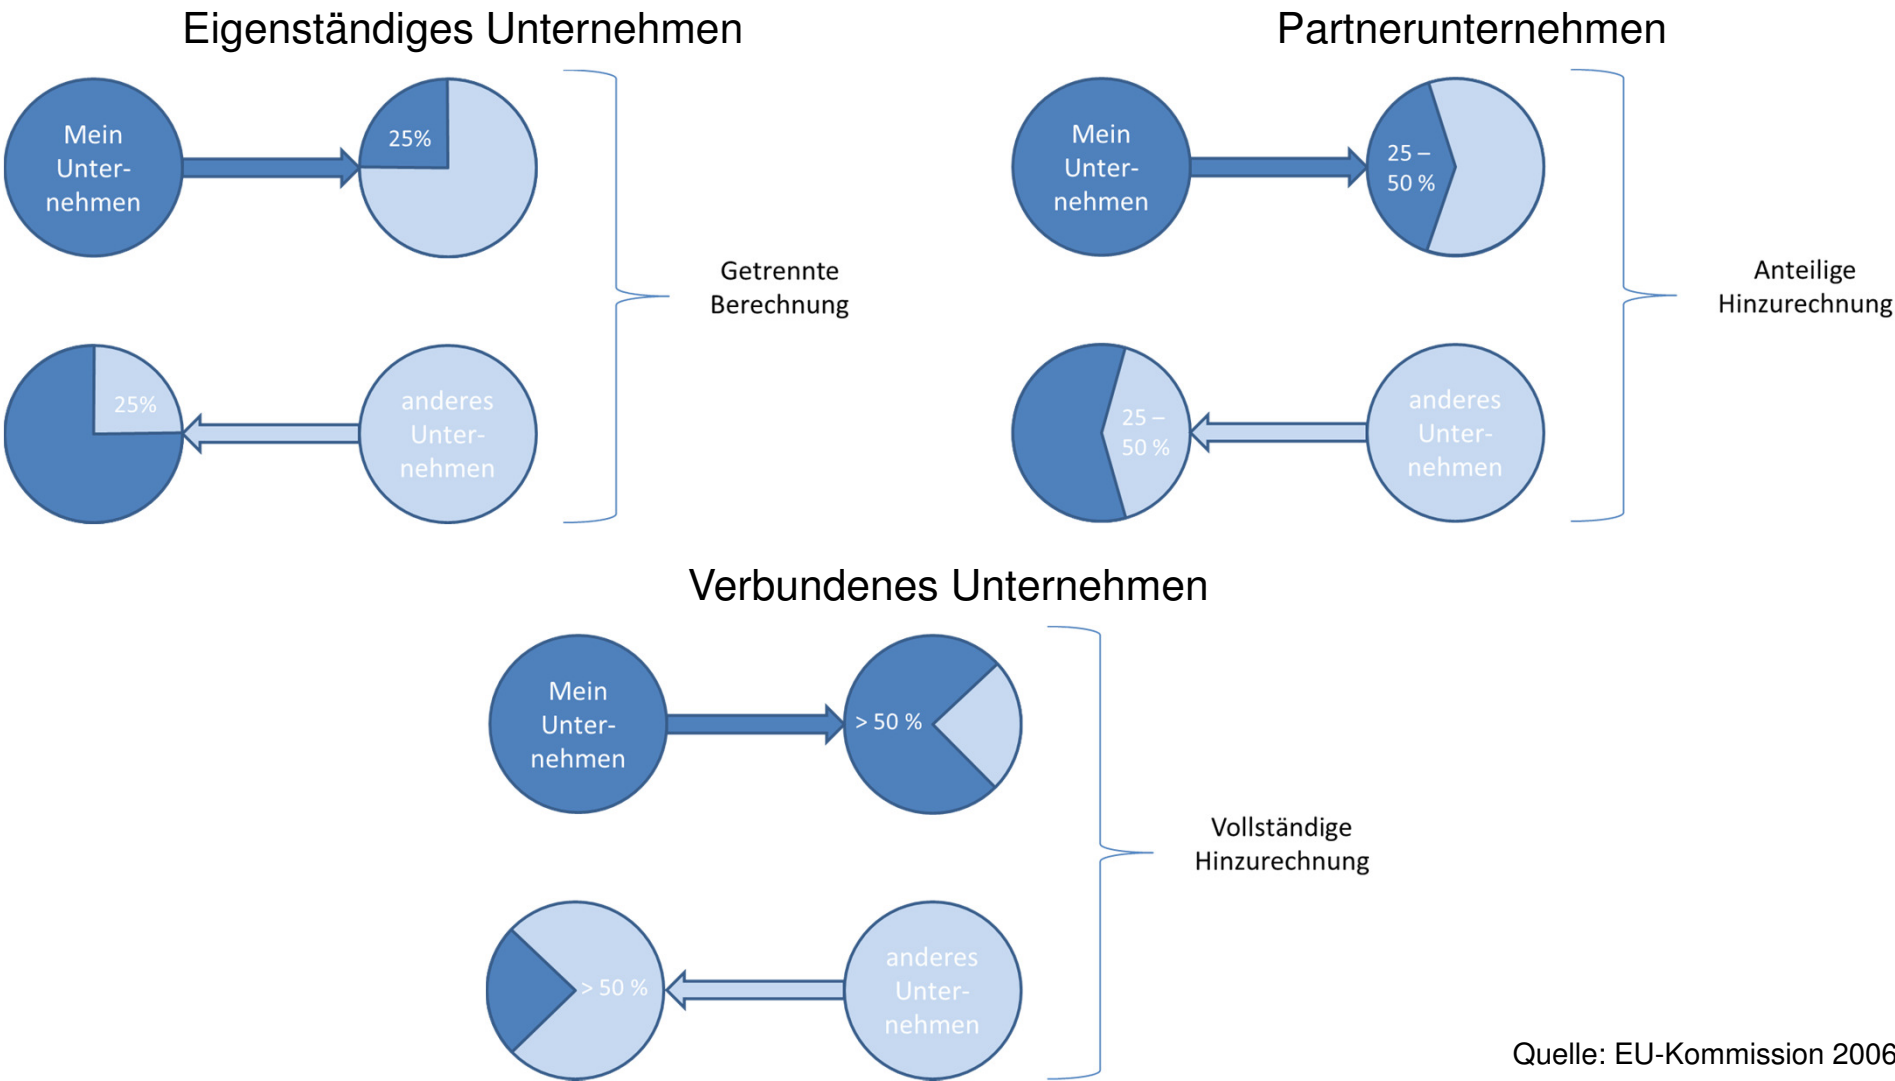 Eigenständiges Unternehmen
Mein
Unter-
nehmen
25%
25%
anderes
Unter-
nehmen
Getrennte
Berechnung
Partnerunternehmen
Mein
Unter-
nehmen
25 –
50 %
25 –
50 %
anderes
Unter-
nehmen
Anteilige
Hinzurechnung
Verbundenes Unternehmen
Mein
Unter-
nehmen
> 50 %
> 50 %
anderes
Unter-
nehmen
Vollständige
Hinzurechnung
Quelle: EU-Kommission 2006